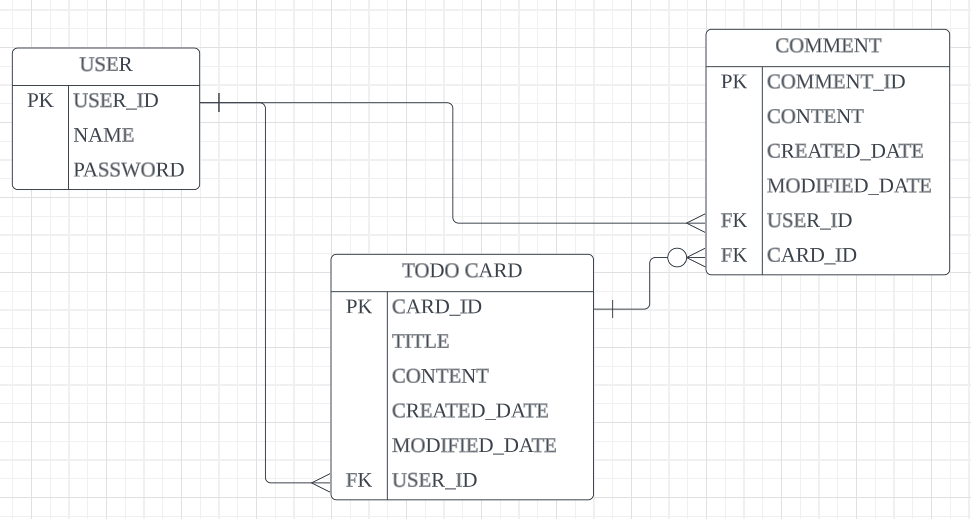 USER
PK USER_ID
NAME
PASSWORD
COMMENT
PK COMMENT_ID
CONTENT
CREATED_DATE
MODIFIED_DATE
FK USER_ID
FK CARD_ID
TODO CARD
PK CARD_ID
TITLE
CONTENT
CREATED_DATE
MODIFIED_DATE
FK USER_ID